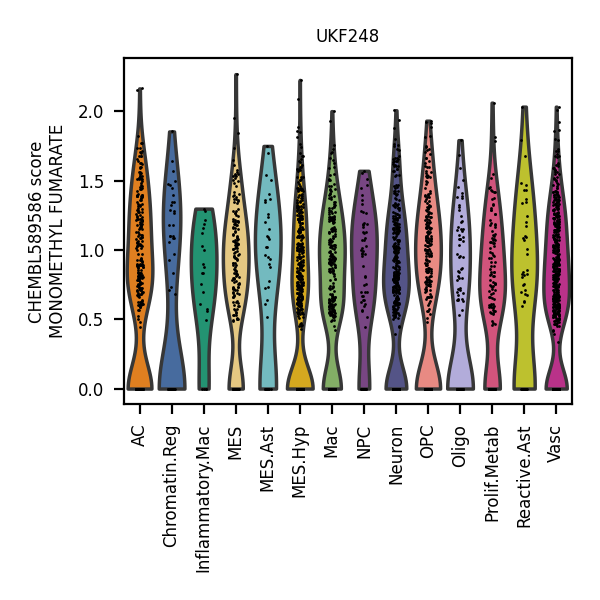 UKF248
CHEMBL589586 score
MONOMETHYL FUMARATE
2.0
1.5
1.0
0.5
0.0
AC
Chromatin.Reg
Inflammatory.Mac
MES
MES.Ast
MES.Hyp
Mac
NPC
Neuron
OPC
Oligo
Prolif.Metab
Reactive.Ast
Vasc